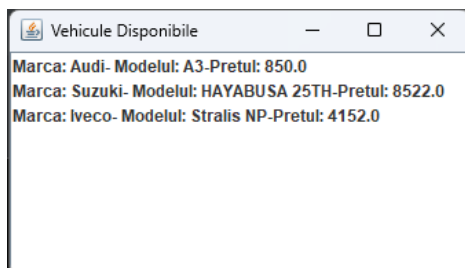 Vehicule Disponibile
Marca: Audi- Modelul: A3-Pretul: 850.0
Marca: Suzuki- Modelul: HAYABUSA 25TH-Pretul: 8522.0
Marca: Iveco- Modelul: Stralis NP-Pretul: 4152.0